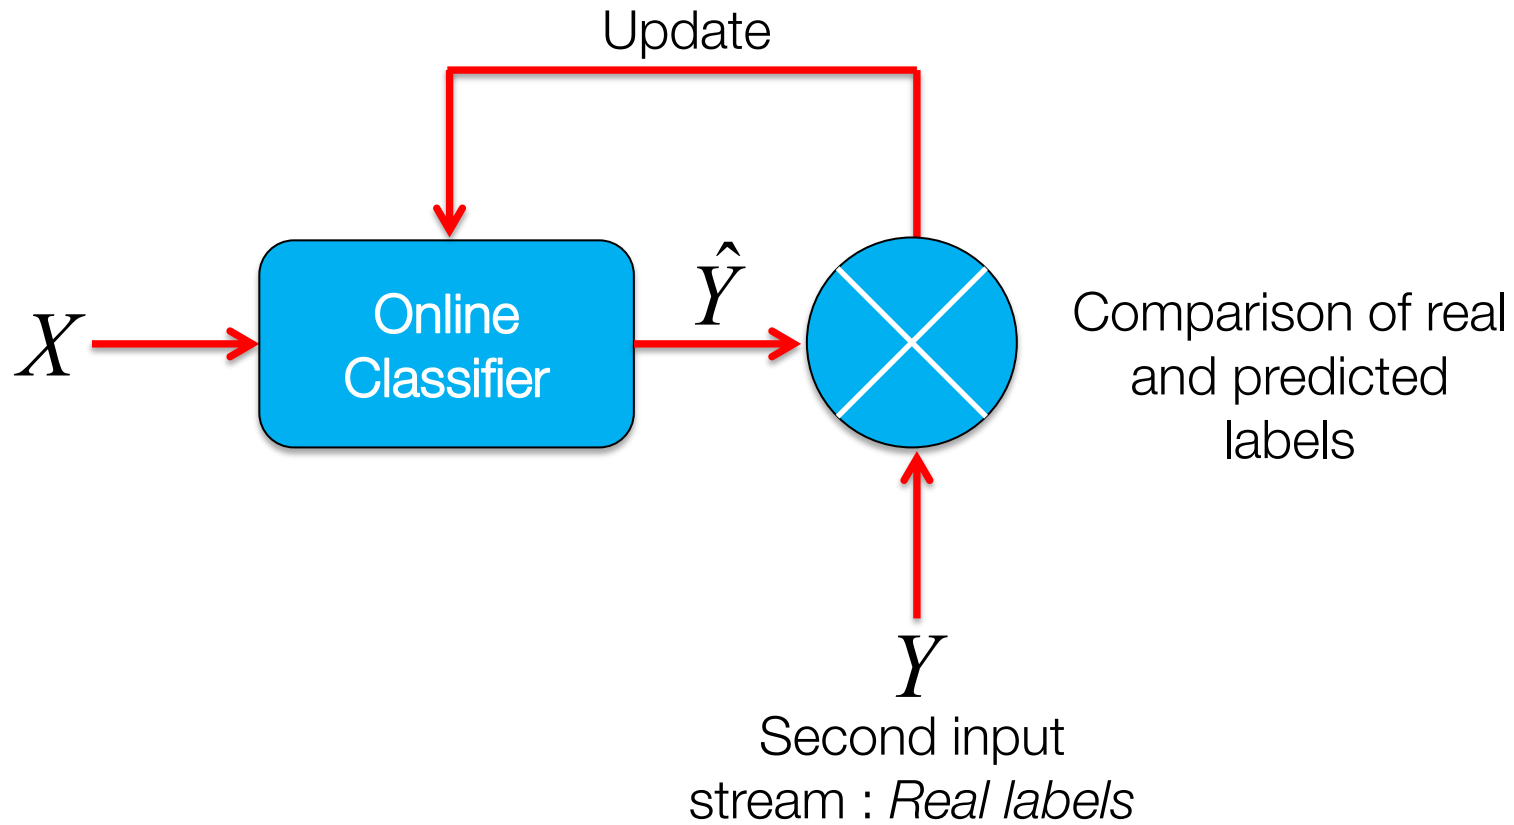 Update
X
Online
Classifier
Ŷ
Comparison of real
and predicted
labels
Y
Second input
stream : Real labels